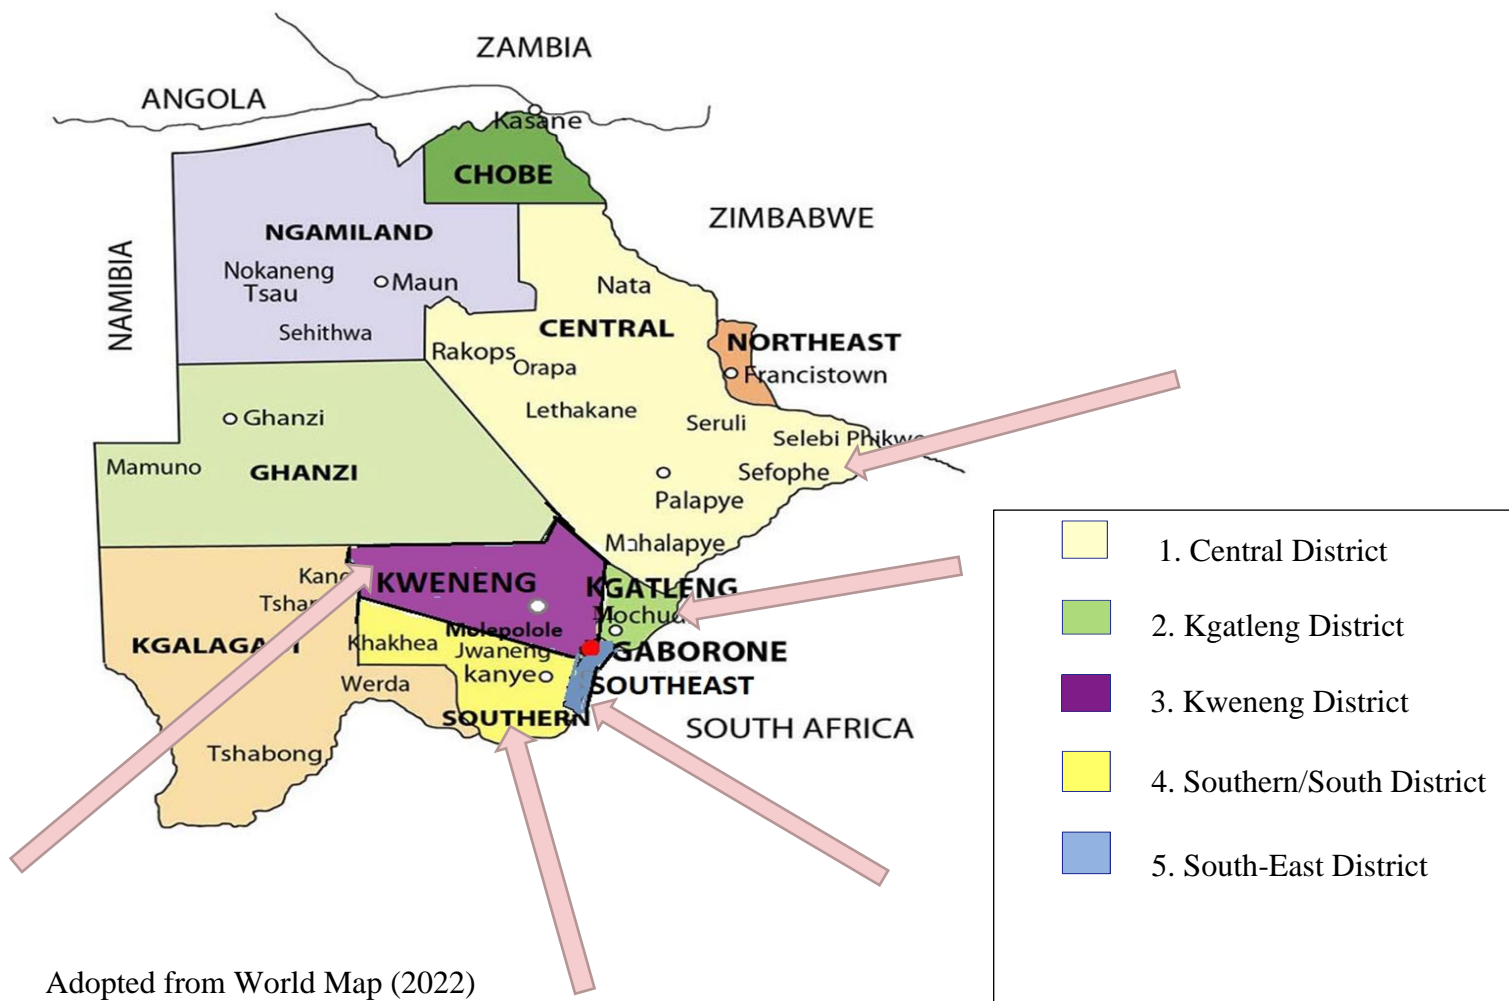 ZAMBIA
ANGOLA
Kasane
CHOBE
ZIMBABWE
NGAMILAND
NAMIBIA
Nokaneng
Tsau
Maun
Nata
Sehithwa
CENTRAL
NORTHEAST
Rakops
Orapa
Francistown
Lethakane
Ghanzi
Seruli
Selebi Phikwe
Mamuno
GHANZI
Sefophe
Palapye
Mahalapye
1. Central District
Kang
KWENENG
KGATLENG
Mochud
2. Kgatleng District
Molepolole
KGALAGA
Khakhea
Jwaneng
GABORONE
kanye
Werda
SOUTHEAST
3. Kweneng District
SOUTHERN
SOUTH AFRICA
Tshabong
4. Southern/South District
5. South-East District
Adopted from World Map (2022)